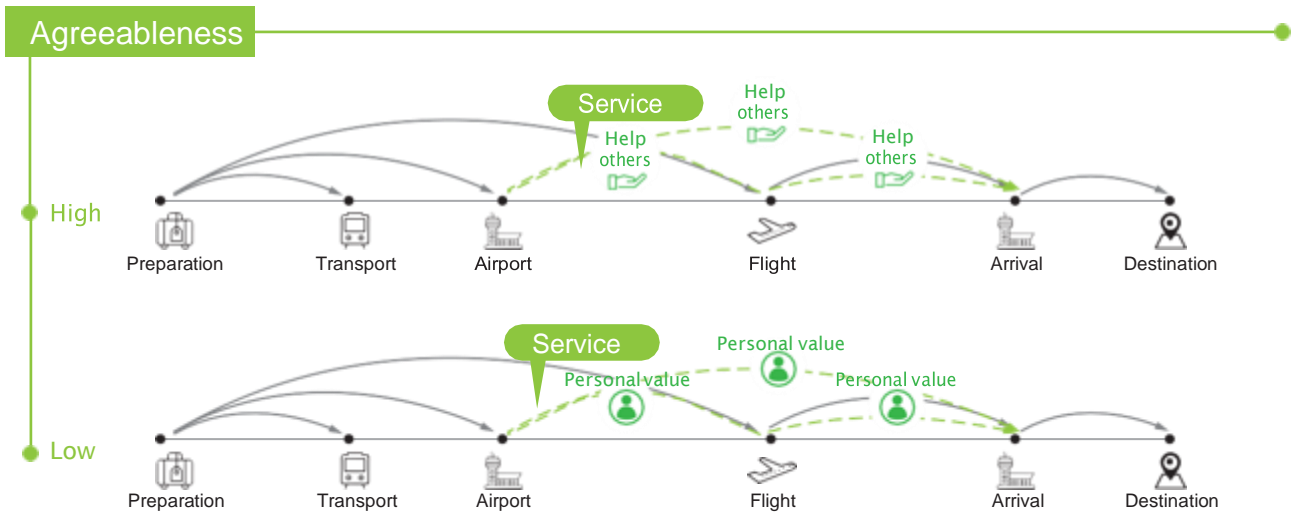 Agreeableness
Service
Help
others
Help
others
Help
others
High
Preparation
Transport
Airport
Flight
Arrival
Destination
Service
Personal value
Personal value
Personal value
Low
Preparation
Transport
Airport
Flight
Arrival
Destination